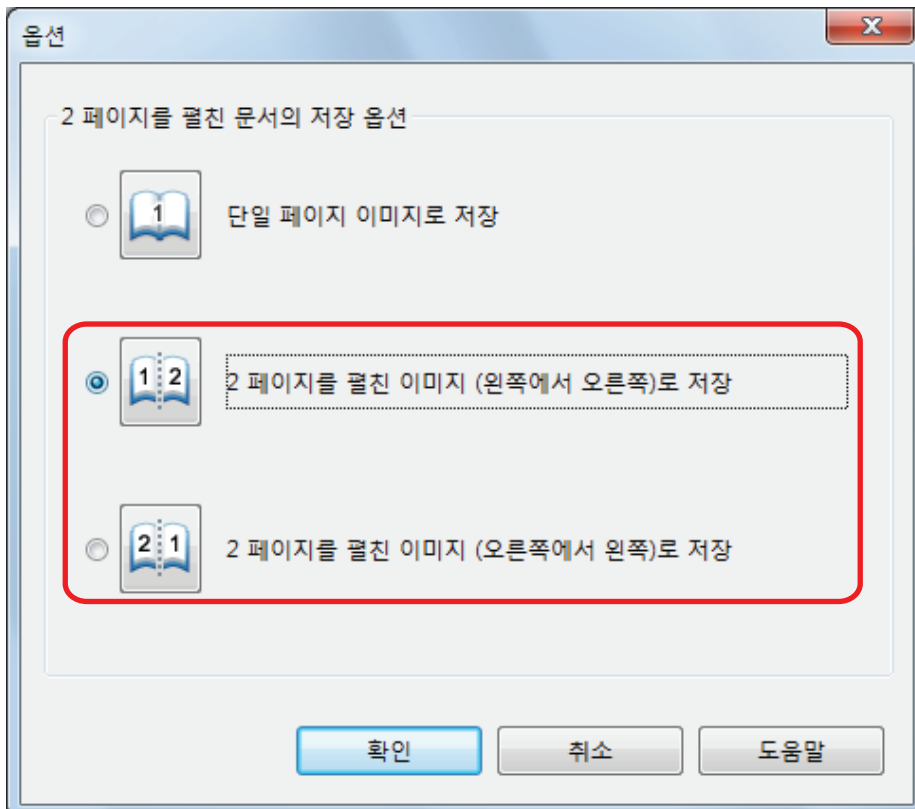 옵션
X
2 페이지를 펼친 문서의 저장 옵션
1
단일 페이지 이미지로 저장
1 2
2 페이지를 펼친 이미지 (왼쪽에서 오른쪽)로 저장
2 1
2 페이지를 펼친 이미지 (오른쪽에서 왼쪽)로 저장
확인
취소
도움말